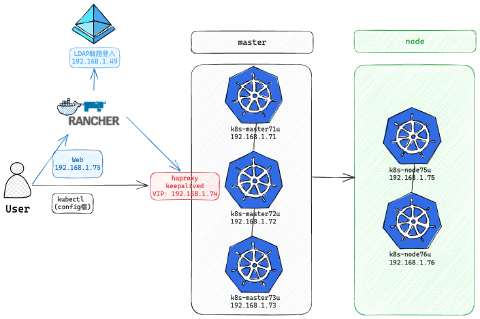 LDAP驗證登入
192.168.1.49
master
node
RANCHER
k8s-master71u
192.168.1.71
Web
192.168.1.75
haproxy
keepalived
VIP: 192.168.1.74
k8s-node75u
192.168.1.75
User
kubectl
(config檔)
k8s-master72u
192.168.1.72
k8s-node76u
192.168.1.76
k8s-master73u
192.168.1.73